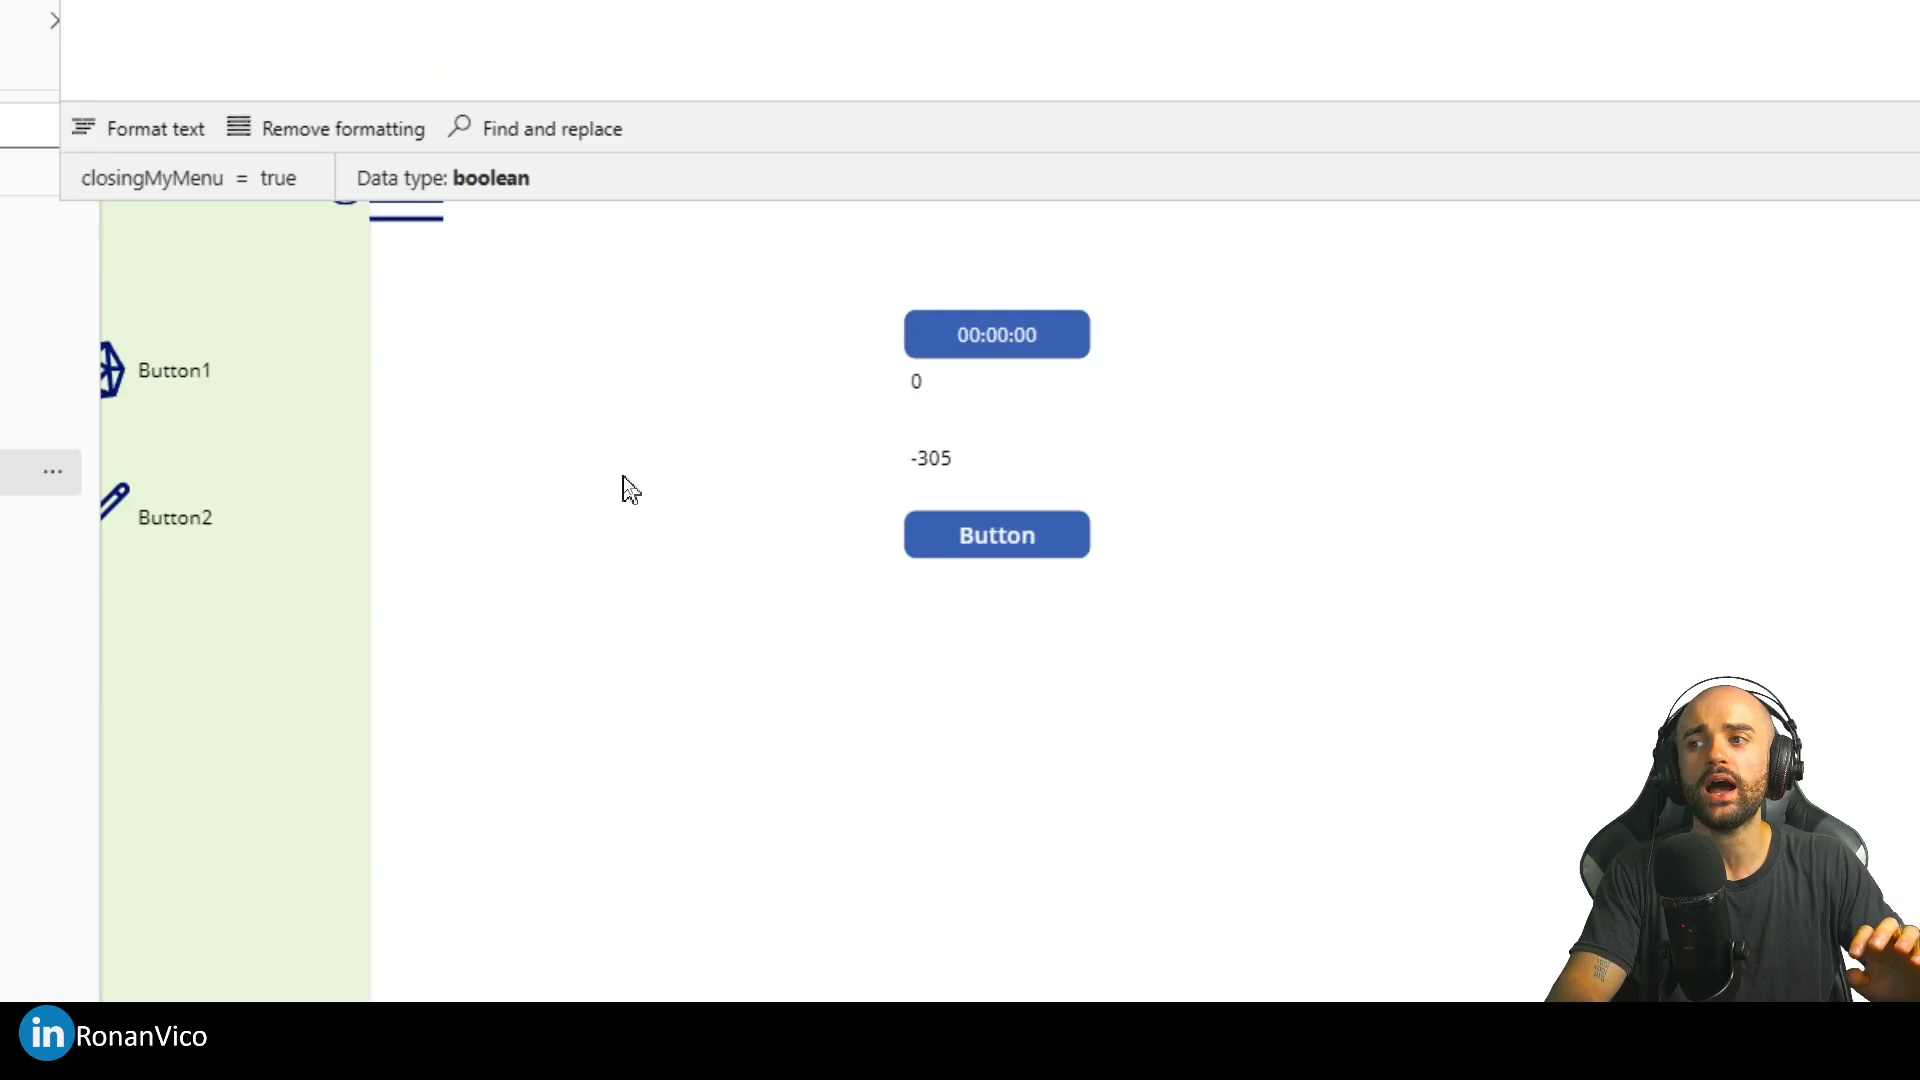 Format text Remove formatting Find and replace
closingMyMenu = true Data type: boolean
00:00:00
0
Button1
-305
Button2
Button
in RonanVico